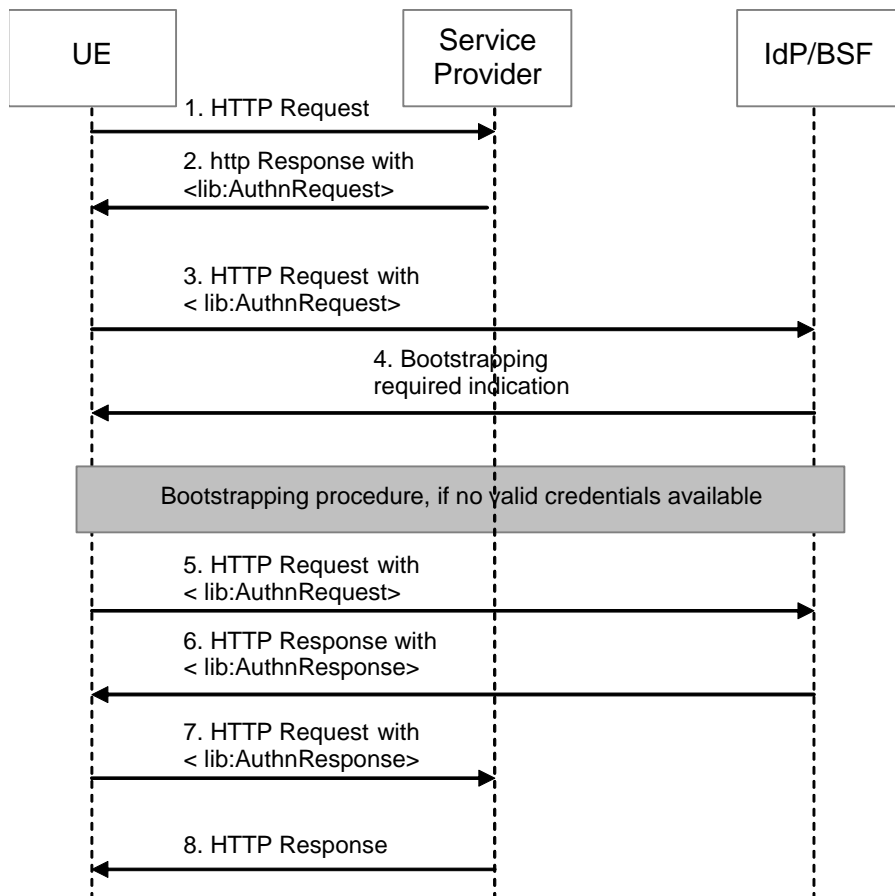 UE
Service
Provider
IdP/BSF
1. HTTP Request
2. http Response with
<lib:AuthnRequest>
3. HTTP Request with
< lib:AuthnRequest>
4. Bootstrapping
required indication
Bootstrapping procedure, if no valid credentials available
5. HTTP Request with
< lib:AuthnRequest>
6. HTTP Response with
< lib:AuthnResponse>
7. HTTP Request with
< lib:AuthnResponse>
8. HTTP Response